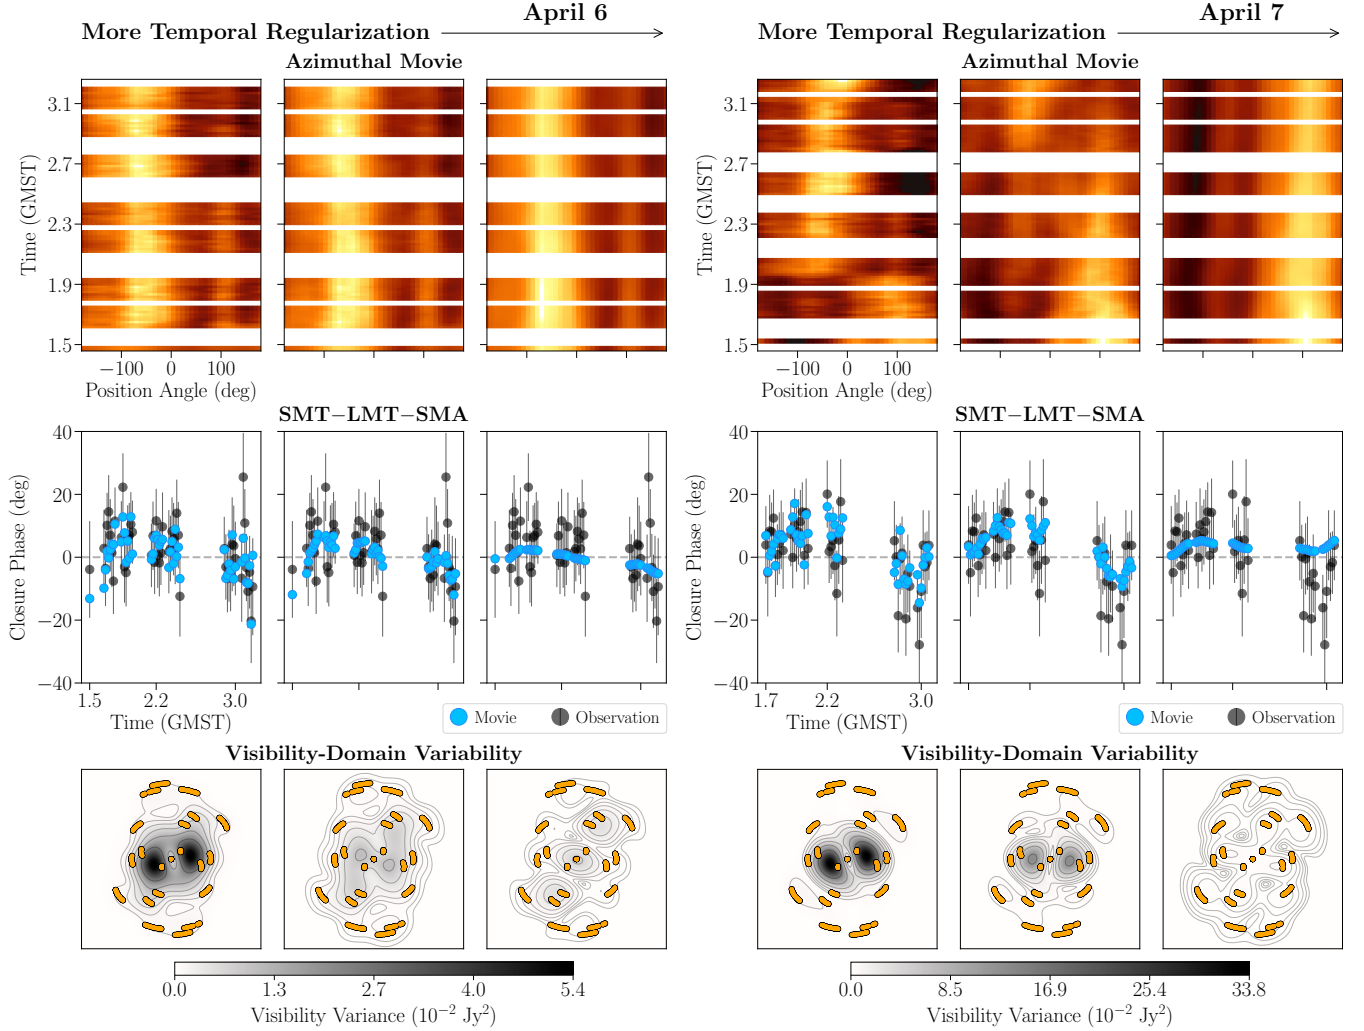 April 6
More Temporal Regularization
Azimuthal Movie
3.1
2.7
2.3
1.9
1.5
Time (GMST)
−100 0 100
Position Angle (deg)
SMT−LMT−SMA
40
20
0
−20
−40
Closure Phase (deg)
1.5 2.2 3.0
Time (GMST)
Movie Observation
Visibility-Domain Variability
0.0 1.3 2.7 4.0 5.4
Visibility Variance (10⁻² Jy²)
April 7
More Temporal Regularization
Azimuthal Movie
3.1
2.7
2.3
1.9
1.5
Time (GMST)
−100 0 100
Position Angle (deg)
SMT−LMT−SMA
40
20
0
−20
−40
Closure Phase (deg)
1.7 2.2 3.0
Time (GMST)
Movie Observation
Visibility-Domain Variability
0.0 8.5 16.9 25.4 33.8
Visibility Variance (10⁻² Jy²)